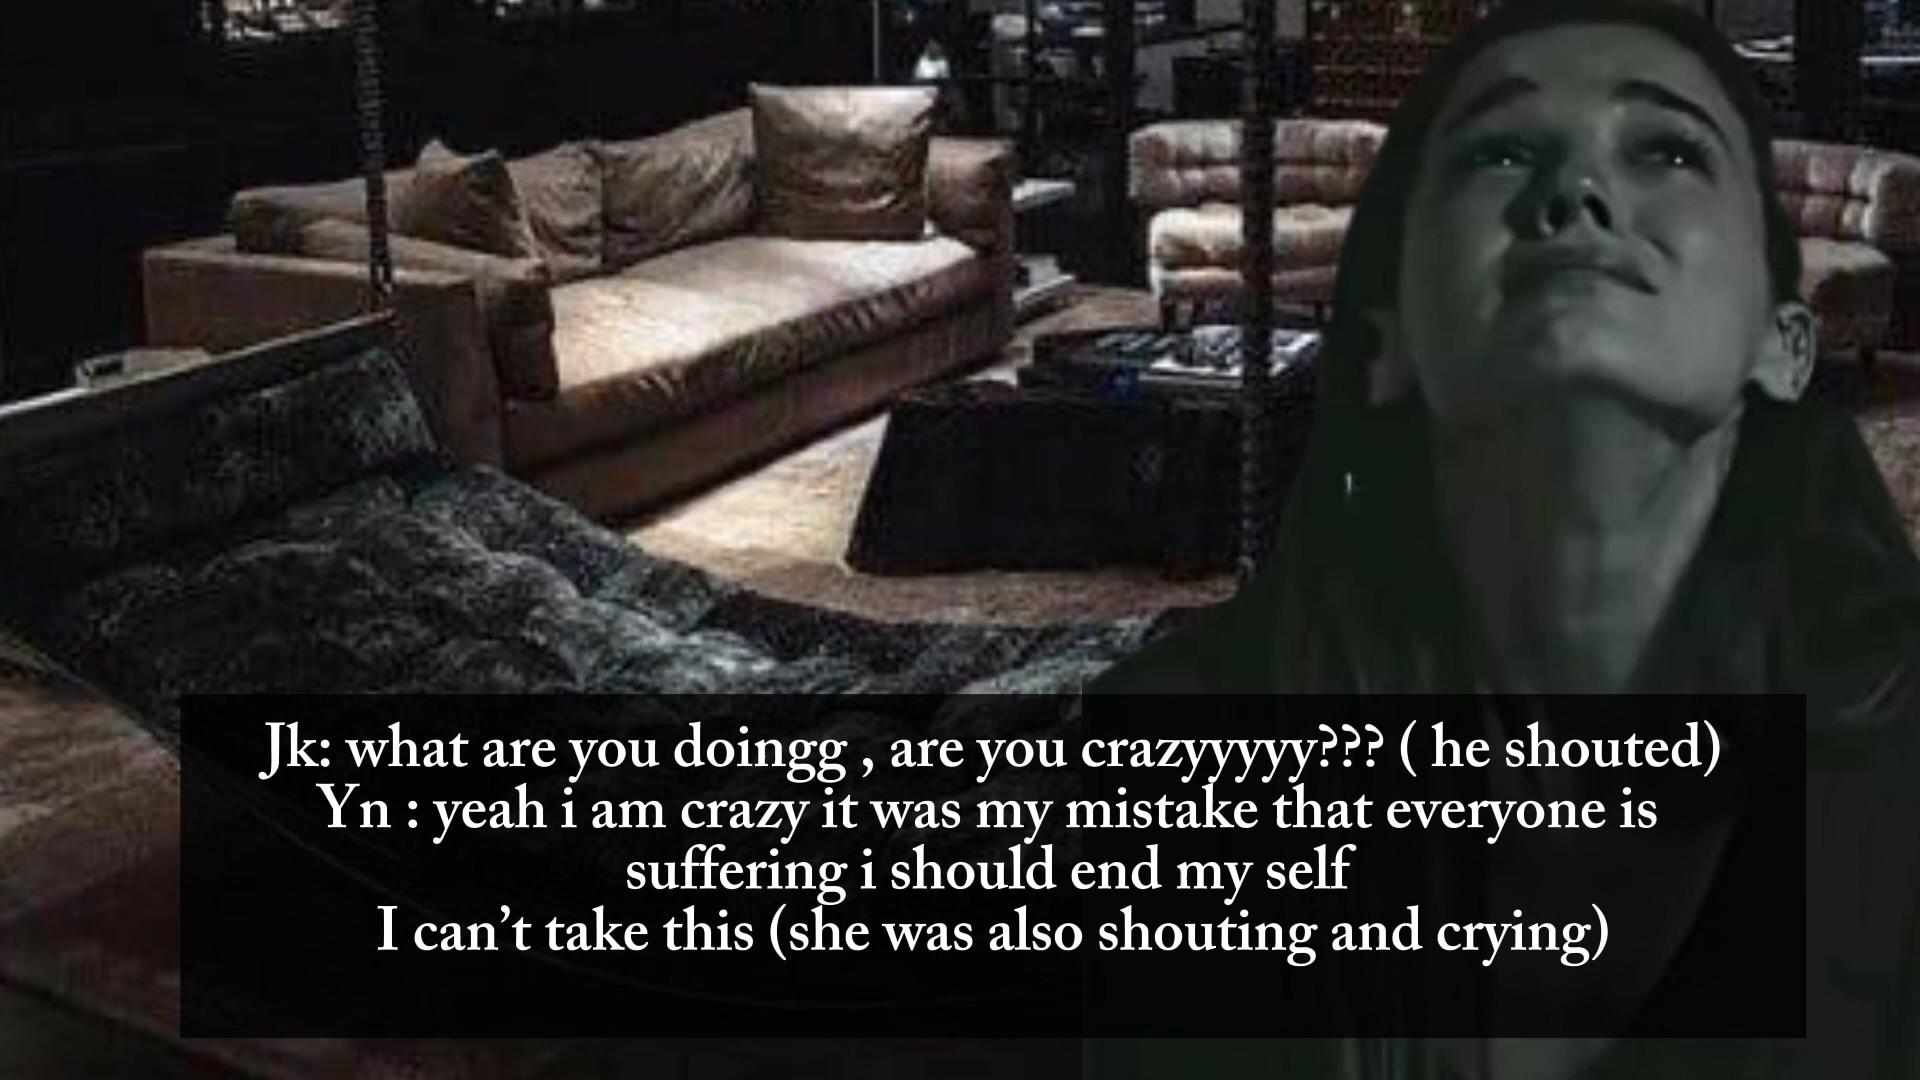 Jk: what are you doingg , are you crazyyyyy??? ( he shouted)
Yn : yeah i am crazy it was my mistake that everyone is
suffering i should end my self
I can't take this (she was also shouting and crying)